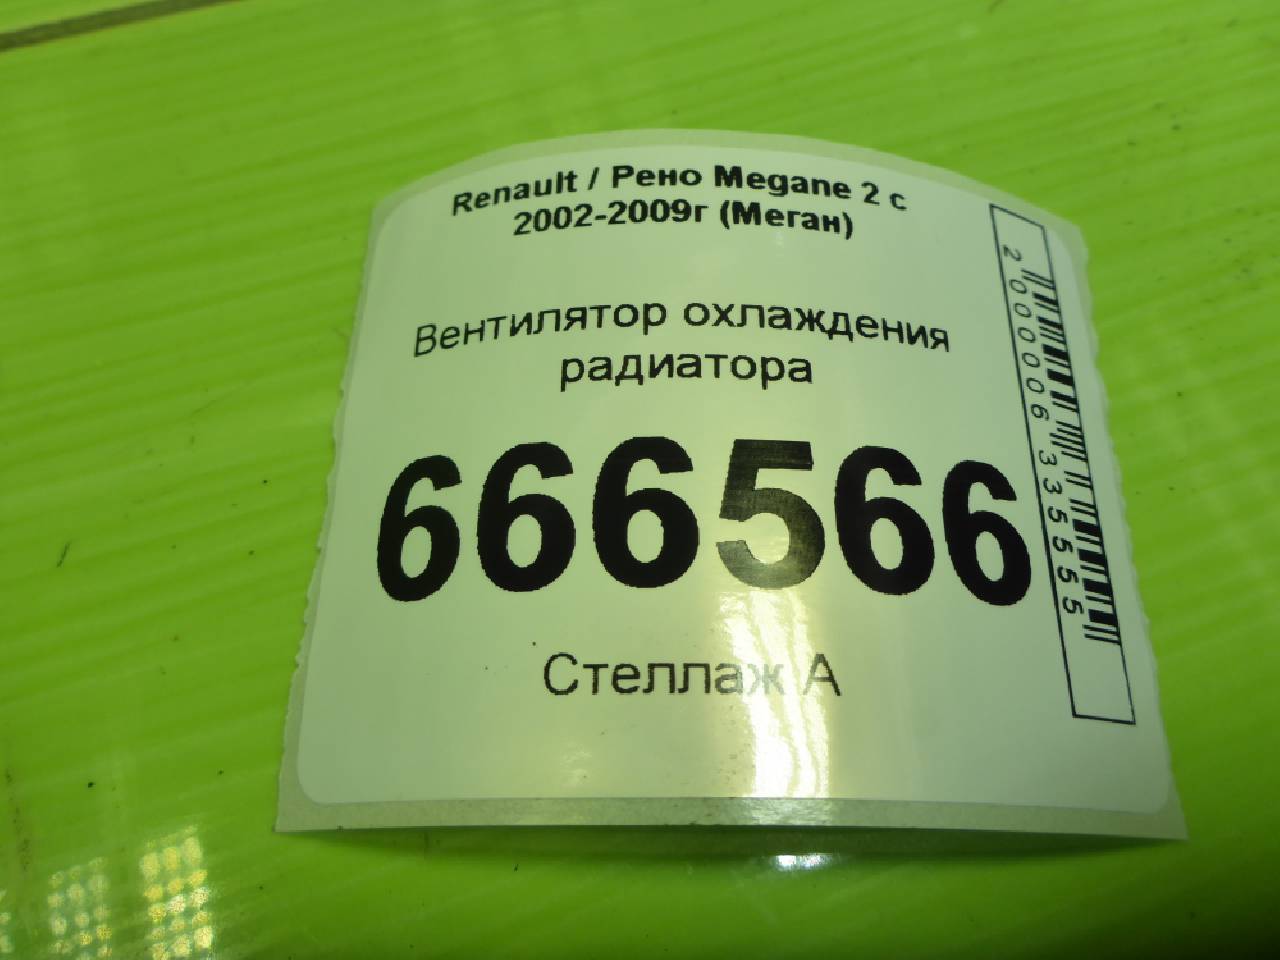 Renault / Рено Megane 2 с
2002-2009г (Меган)
Вентилятор охлаждения
радиатора
666566
Стеллаж А
2000006335555